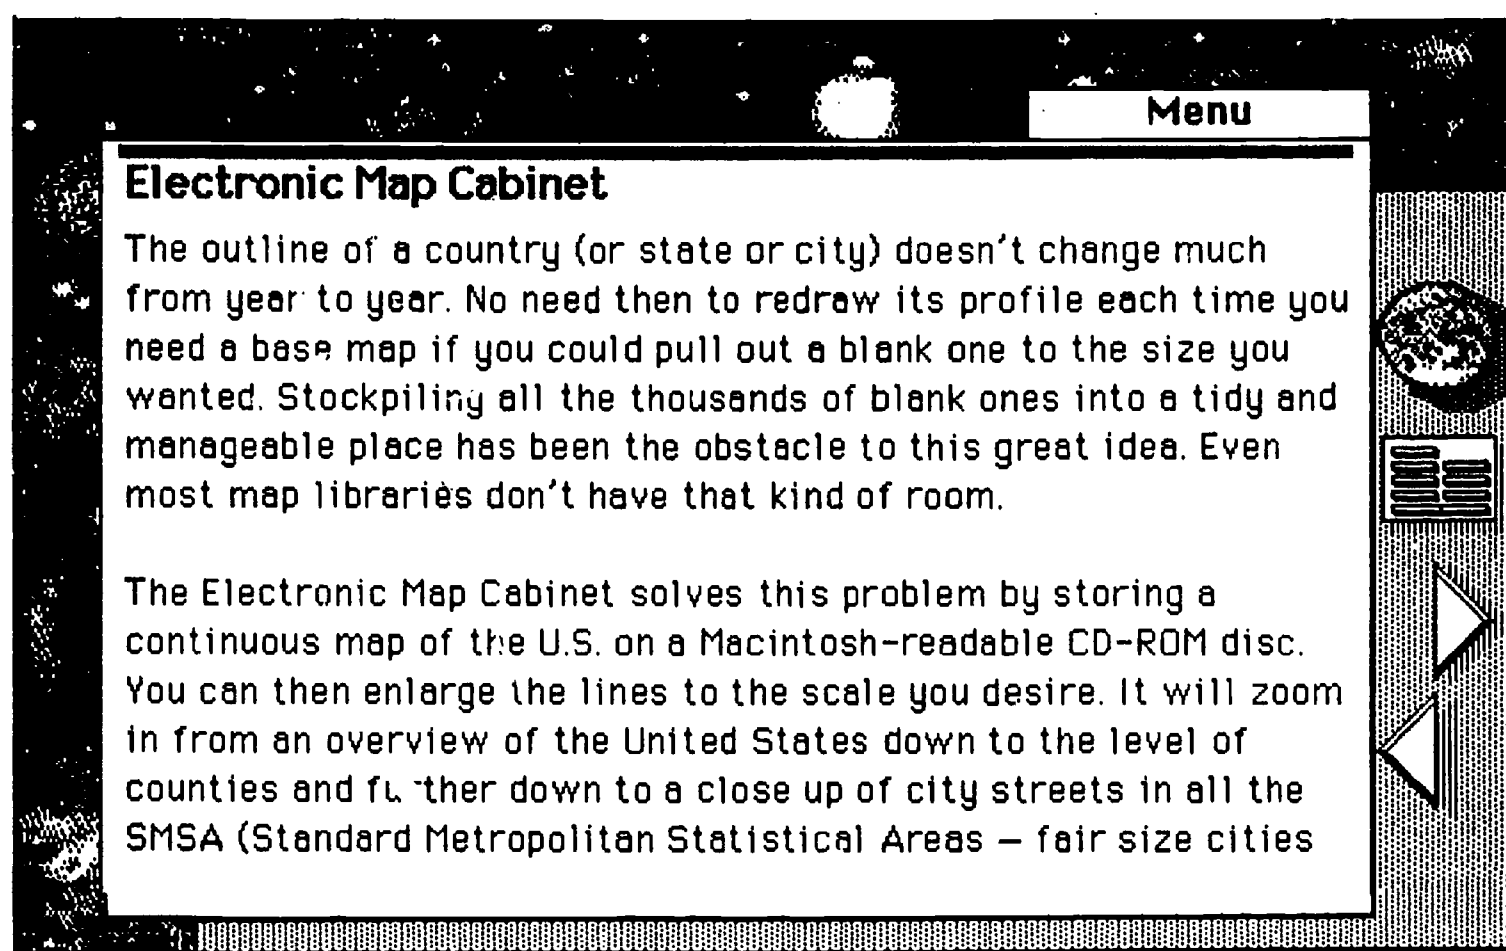 Menu
Electronic Map Cabinet
The outline of a country (or state or city) doesn't change much
from year to year. No need then to redraw its profile each time you
need a base map if you could pull out a blank one to the size you
wanted. Stockpiling all the thousands of blank ones into a tidy and
manageable place has been the obstacle to this great idea. Even
most map libraries don't have that kind of room.
The Electronic Map Cabinet solves this problem by storing a
continuous map of the U.S. on a Macintosh-readable CD-ROM disc.
You can then enlarge the lines to the scale you desire. It will zoom
in from an overview of the United States down to the level of
counties and further down to a close up of city streets in all the
SMSA (Standard Metropolitan Statistical Areas – fair size cities